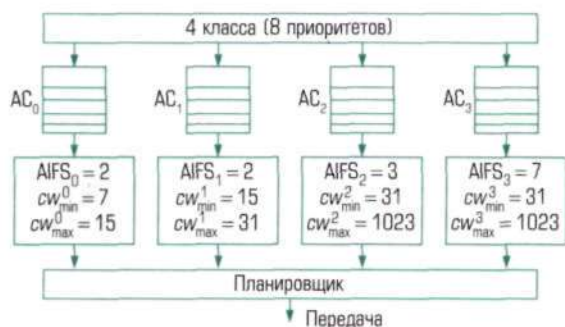 4 класса (8 приоритетов)
AC₀ AC₁ AC₂ AC₃
AIFS₀ = 2 AIFS₁ = 2 AIFS₂ = 3 AIFS₃ = 7
cw⁰min = 7 cw¹min = 15 cw²min = 31 cw³min = 31
cw⁰max = 15 cw¹max = 31 cw²max = 1023 cw³max = 1023
Планировщик
Передача